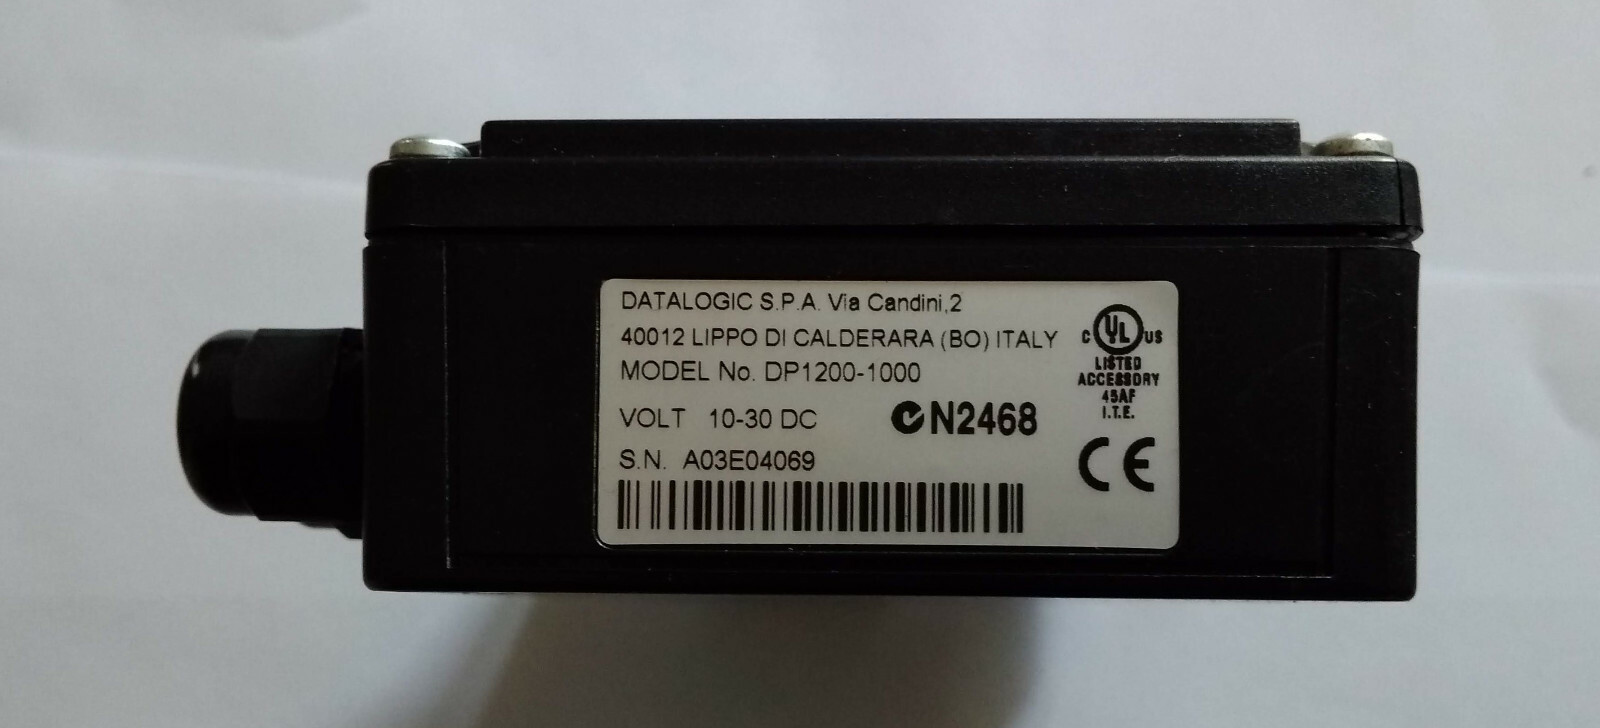 DATALOGIC S.P.A. Via Candini,2
40012 LIPPO DI CALDERARA (BO) ITALY
MODEL No. DP1200-1000
VOLT 10-30 DC
N2468
S.N. A03E04069
C UL US
LISTED
ACCESSORY
45AF
I.T.E.
CE